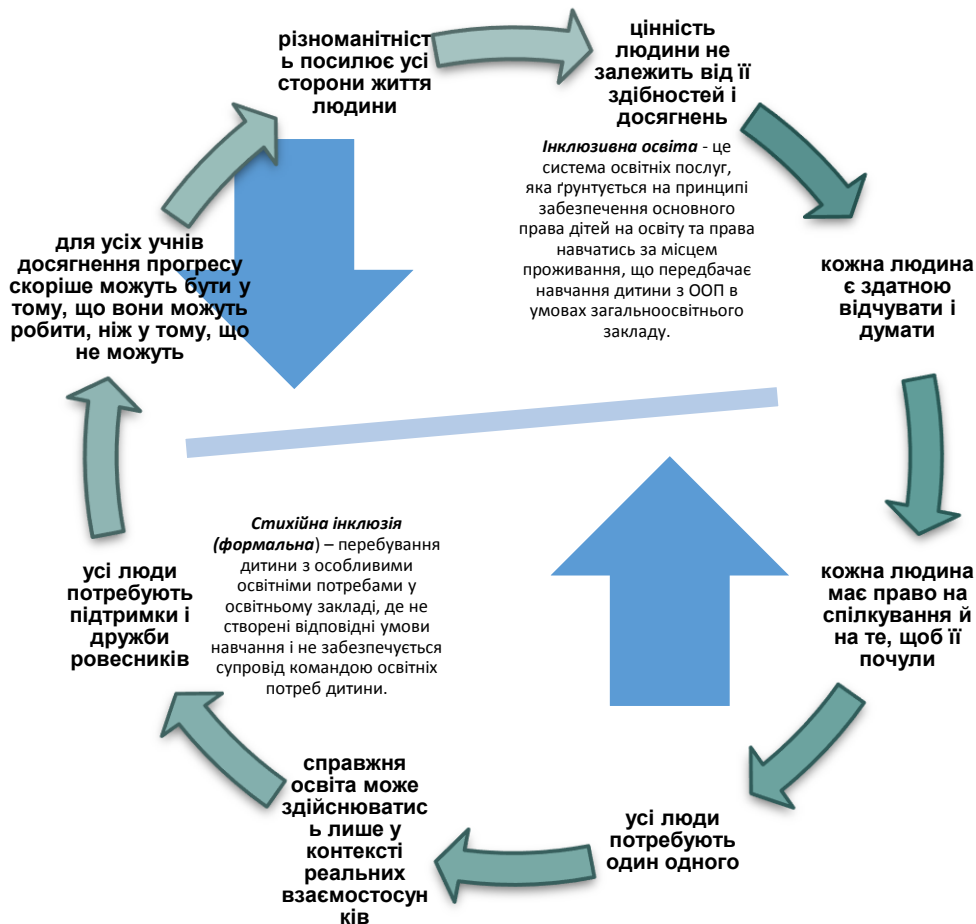 різноманітніст
ь посилює усі
сторони життя
людини
цінність
людини не
залежить від її
здібностей і
досягнень
Інклюзивна освіта - це
система освітніх послуг,
яка ґрунтується на принципі
забезпечення основного
права дітей на освіту та права
навчатись за місцем
проживання, що передбачає
навчання дитини з ООП в
умовах загальноосвітнього
закладу.
кожна людина
є здатною
відчувати і
думати
кожна людина
має право на
спілкування й
на те, щоб її
почули
усі люди
потребують
один одного
справжня
освіта може
здійснюватис
ь лише у
контексті
реальних
взаємостосун
ків
усі люди
потребують
підтримки і
дружби
ровесників
для усіх учнів
досягнення прогресу
скоріше можуть бути у
тому, що вони можуть
робити, ніж у тому, що
не можуть
Стихійна інклюзія
(формальна) – перебування
дитини з особливими
освітніми потребами у
освітньому закладі, де не
створені відповідні умови
навчання і не забезпечується
супровід командою освітніх
потреб дитини.